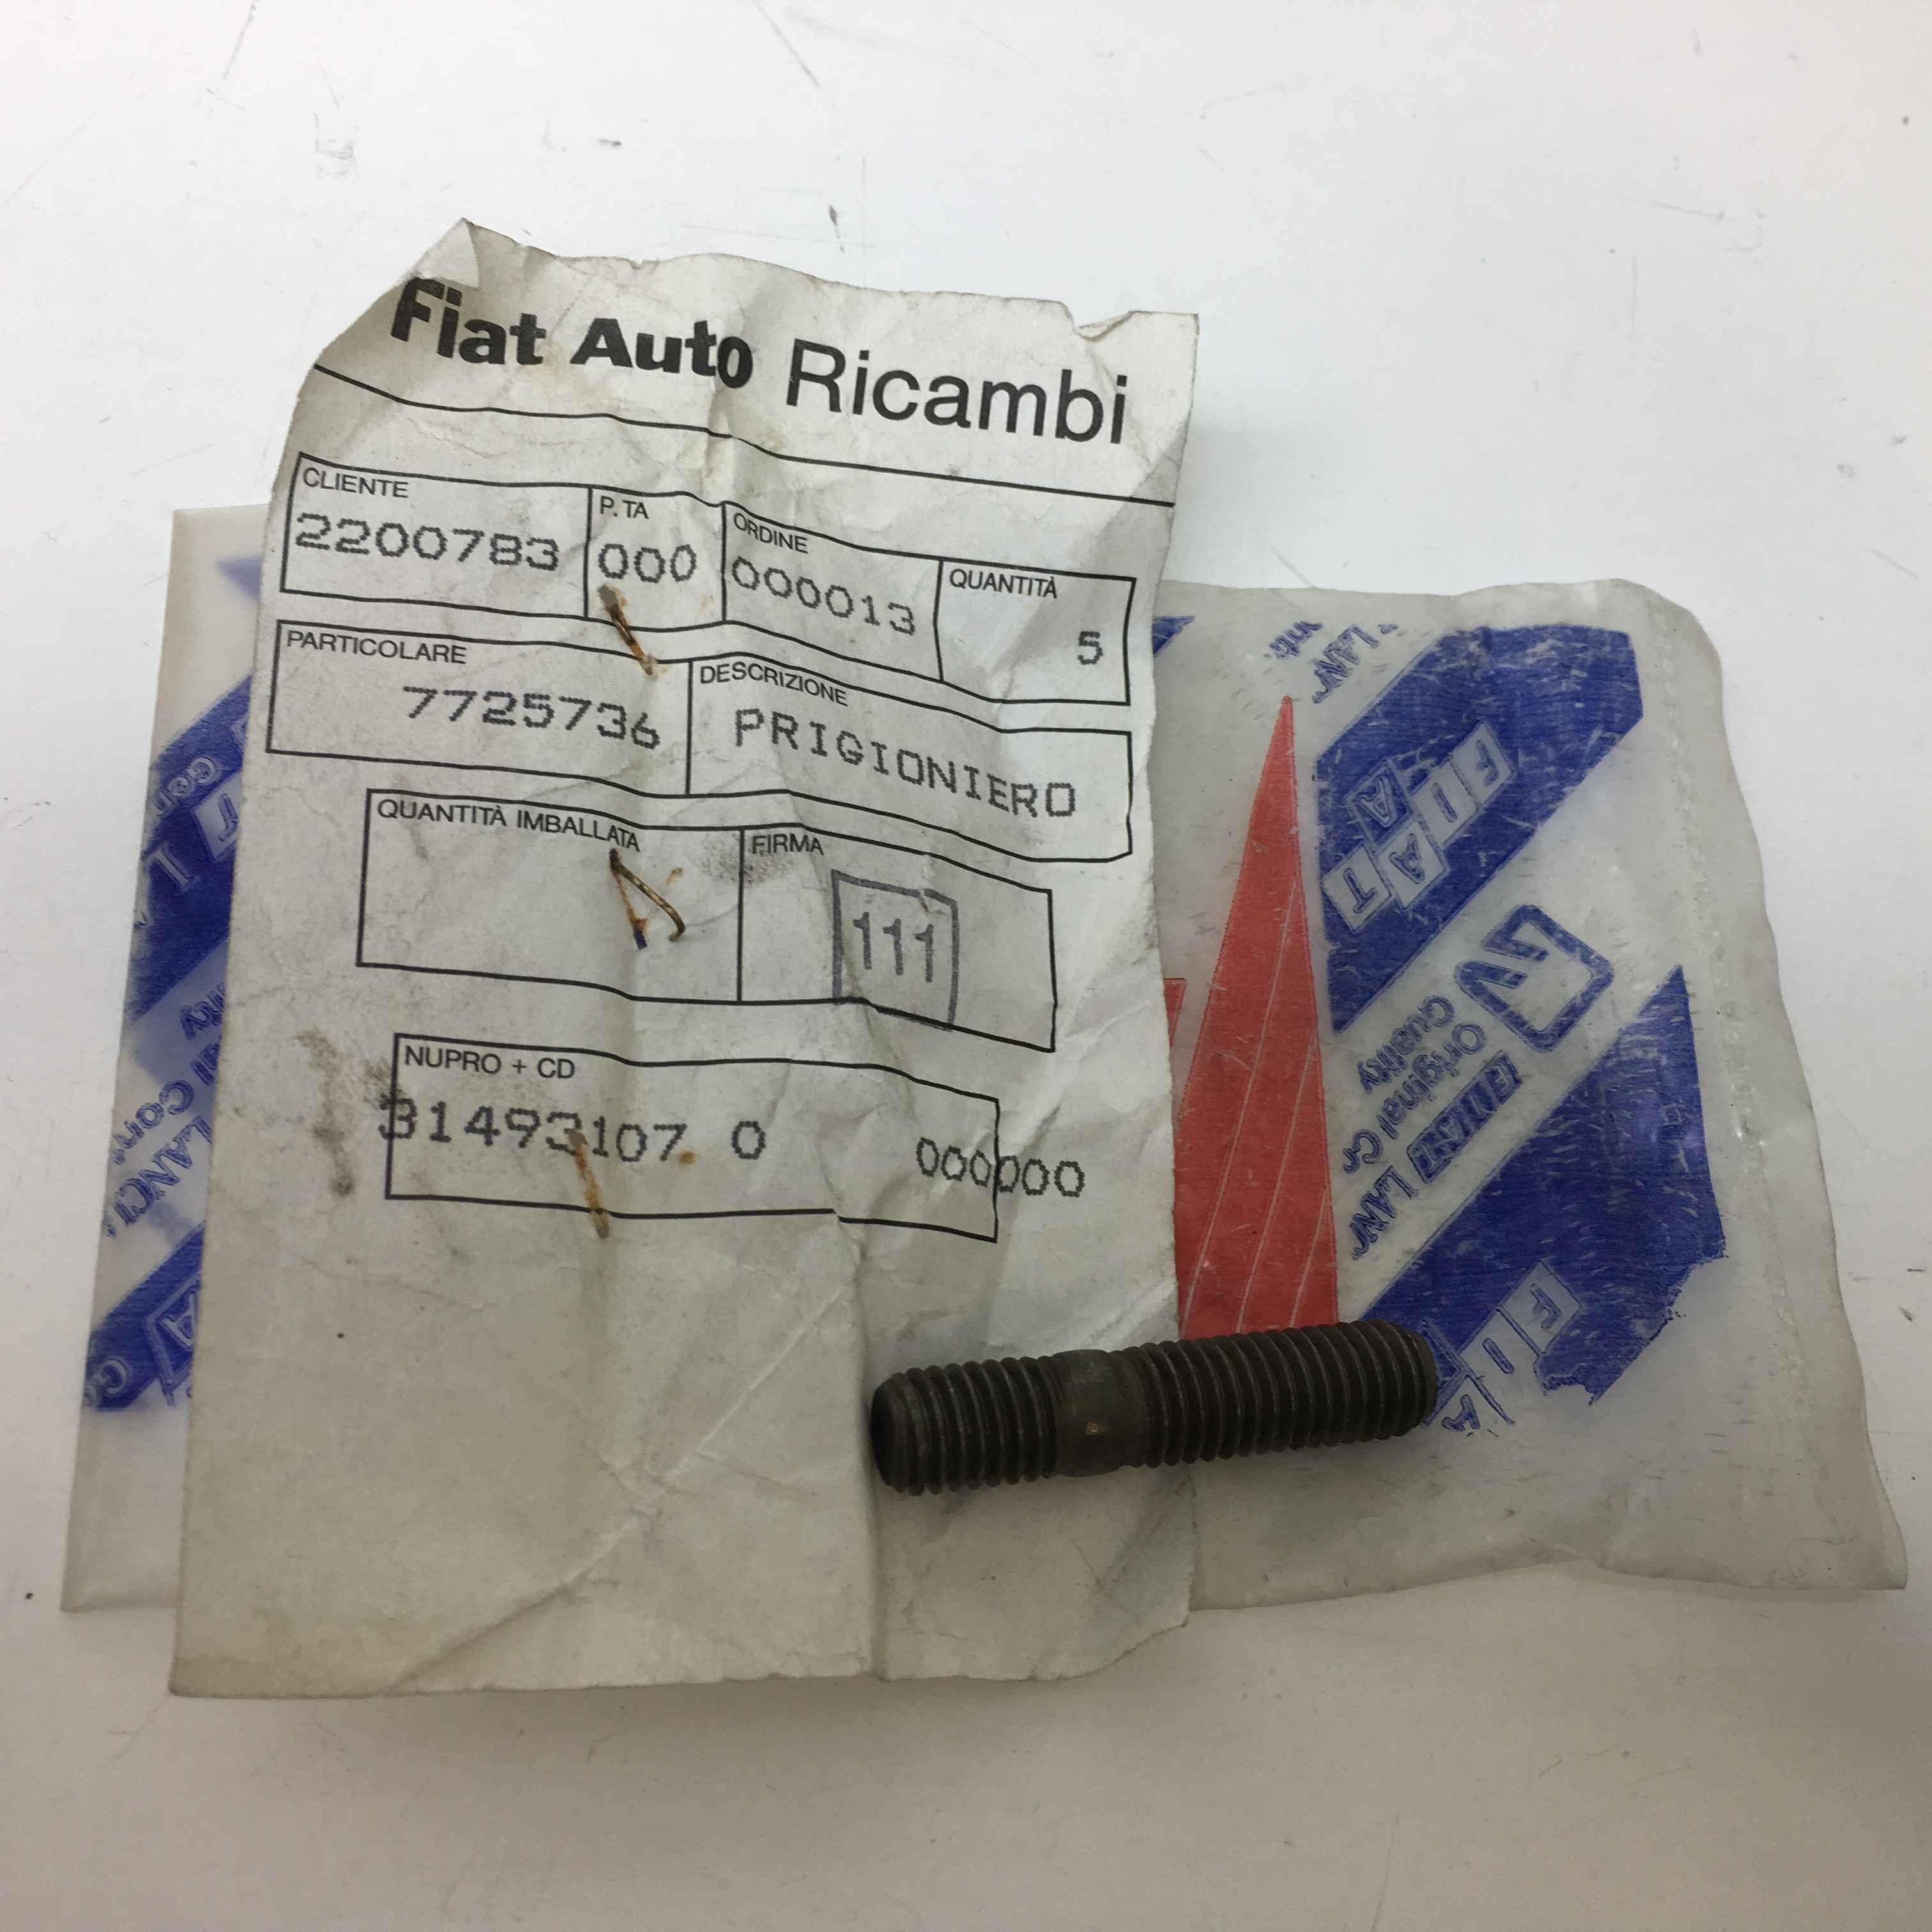 Fiat Auto Ricambi
CLIENTE P. TA ORDINE QUANTITÀ
2200783 000 000013 5
PARTICOLARE DESCRIZIONE
7725736 PRIGIONIERO
QUANTITÀ IMBALLATA FIRMA
111
NUPRO + CD
31493107 0 000000
FIAT
Original
Quality
FIAT